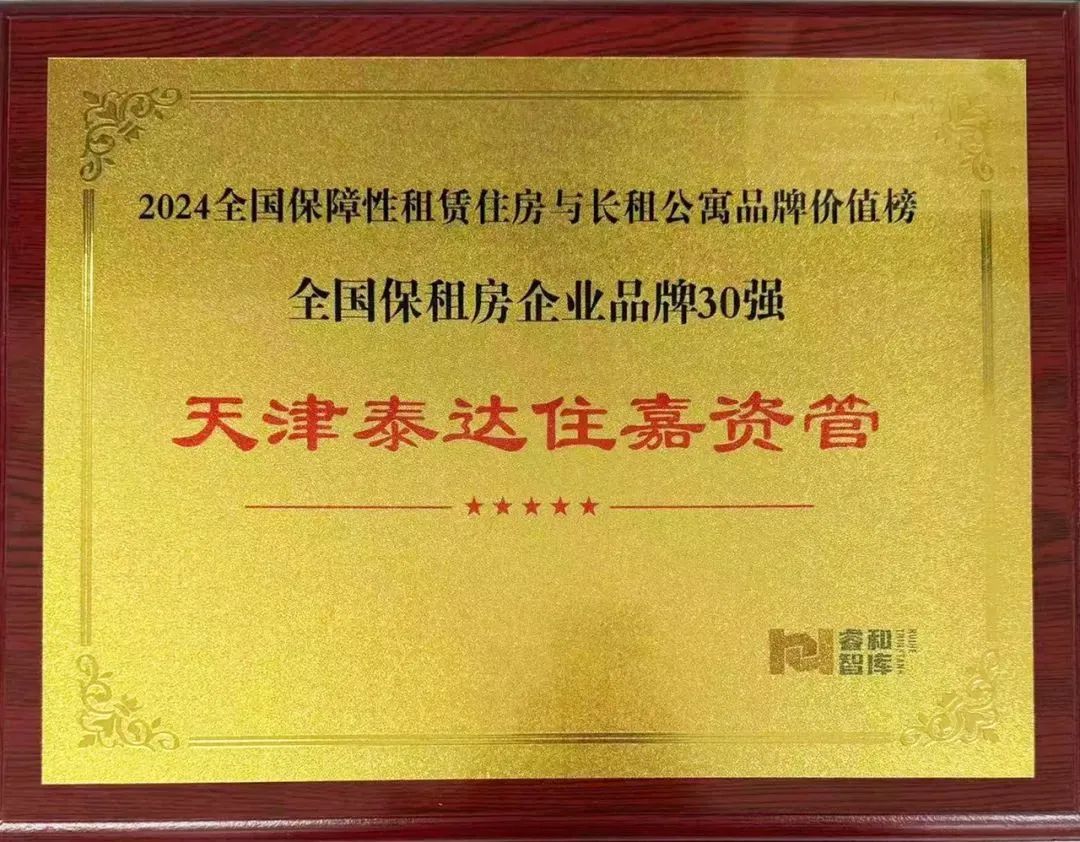 2024全国保障性租赁住房与长租公寓品牌价值榜
全国保租房企业品牌30强
天津泰达住嘉资管
睿和
智库
RUIHE
THINKTANK